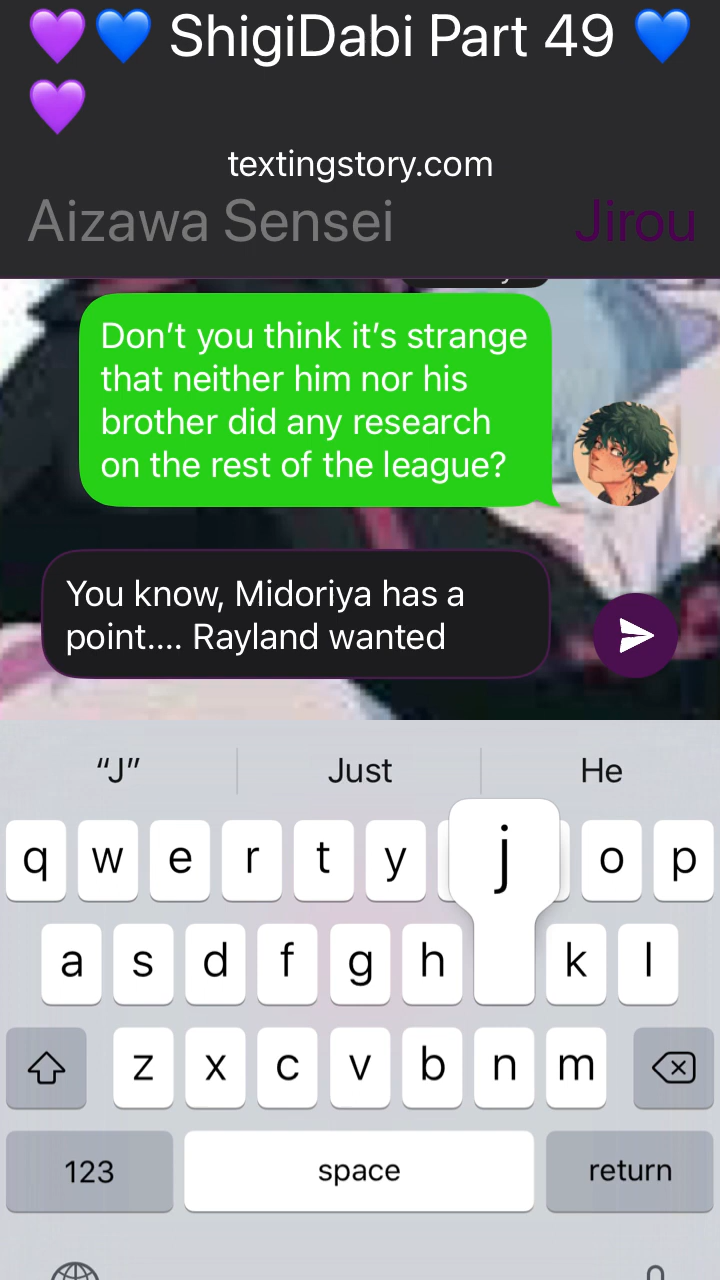 💜💙 ShigiDabi Part 49 💙
💜
textingstory.com
Aizawa Sensei Jirou
Don’t you think it’s strange
that neither him nor his
brother did any research
on the rest of the league?
You know, Midoriya has a
point.... Rayland wanted
“J” Just He
q w e r t y j o p
a s d f g h k l
z x c v b n m
123 space return